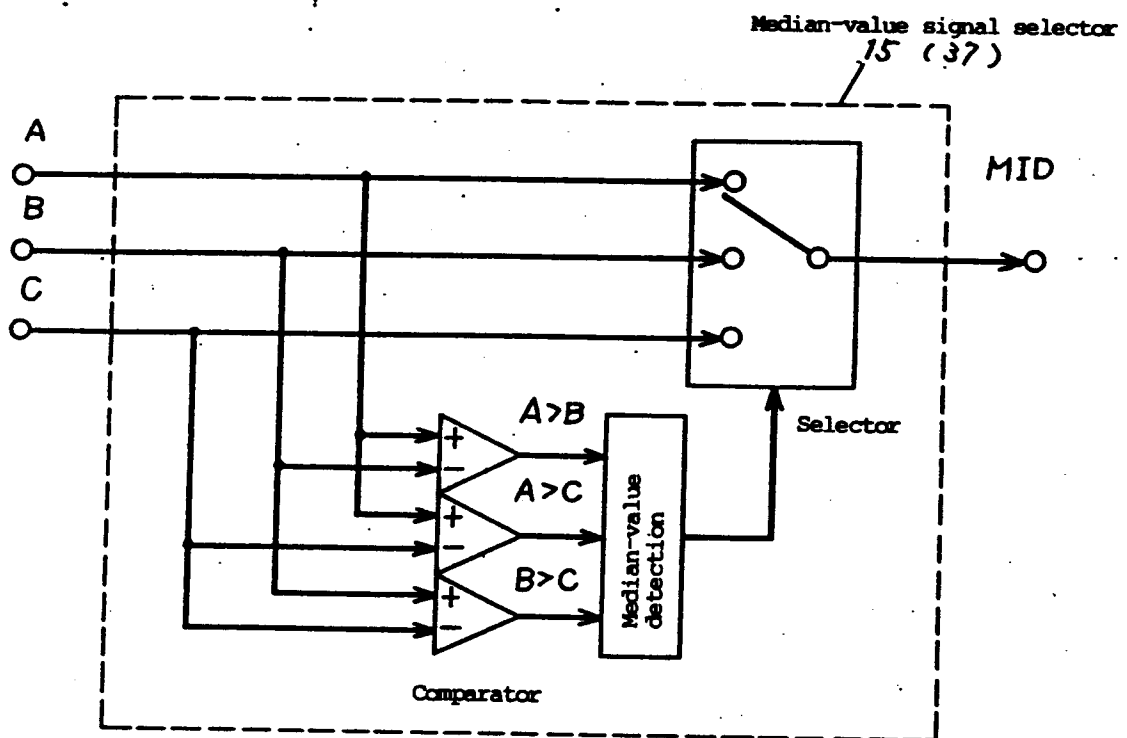 Median-value signal selector
15 (37)
A
MID
B
C
A>B
Selector
+
-
A>C
+
-
Median-value
detection
B>C
+
-
Comparator